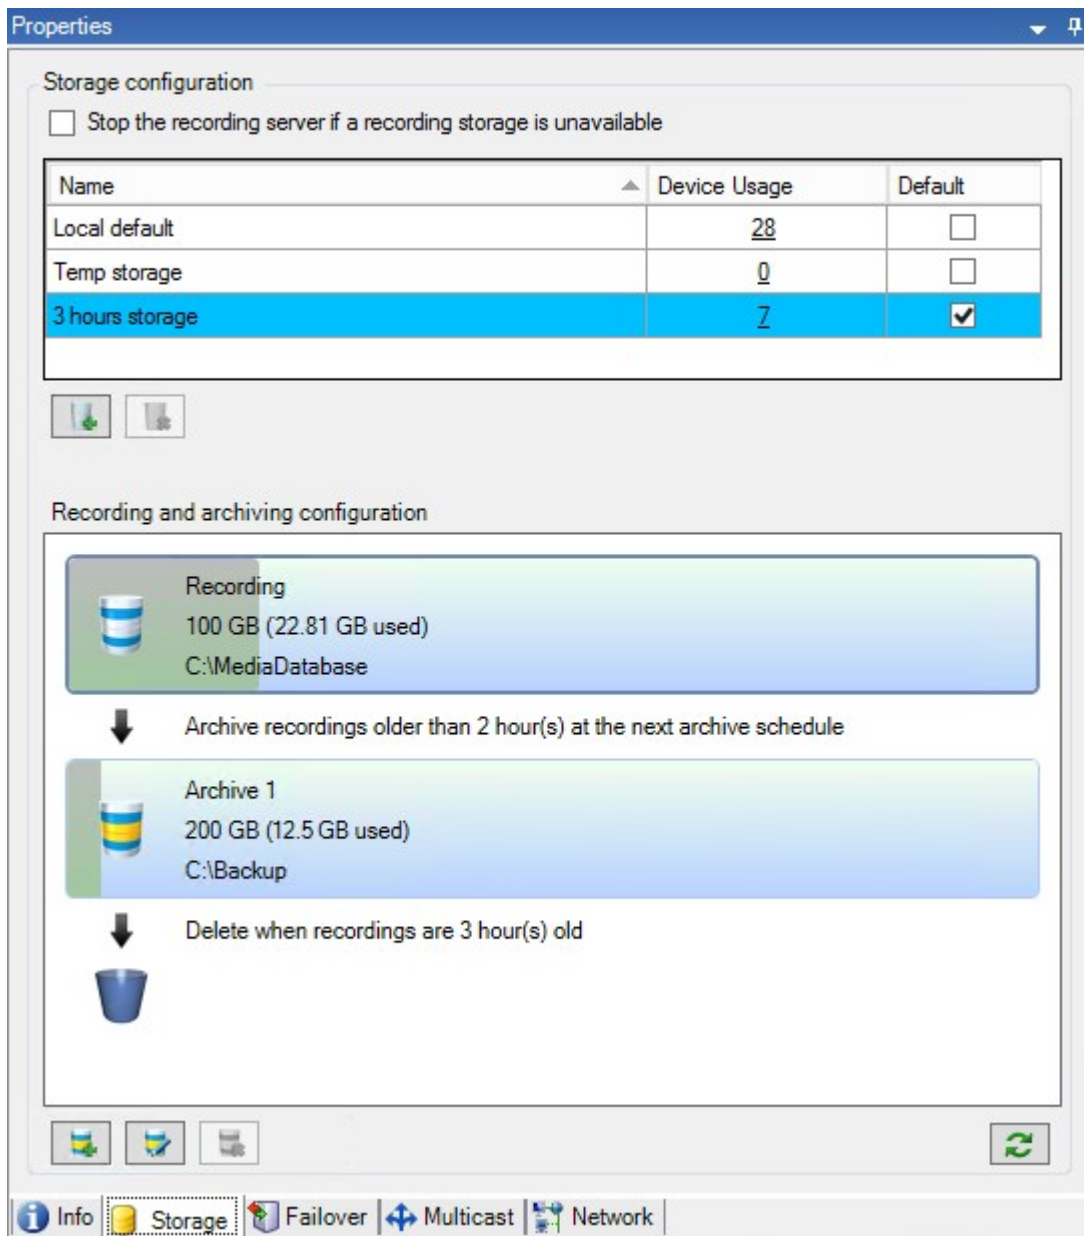 Properties
Storage configuration
Stop the recording server if a recording storage is unavailable
Name Device Usage Default
Local default 28
Temp storage 0
3 hours storage 7
Recording and archiving configuration
Recording
100 GB (22.81 GB used)
C:\MediaDatabase
Archive recordings older than 2 hour(s) at the next archive schedule
Archive 1
200 GB (12.5 GB used)
C:\Backup
Delete when recordings are 3 hour(s) old
Info Storage Failover Multicast Network